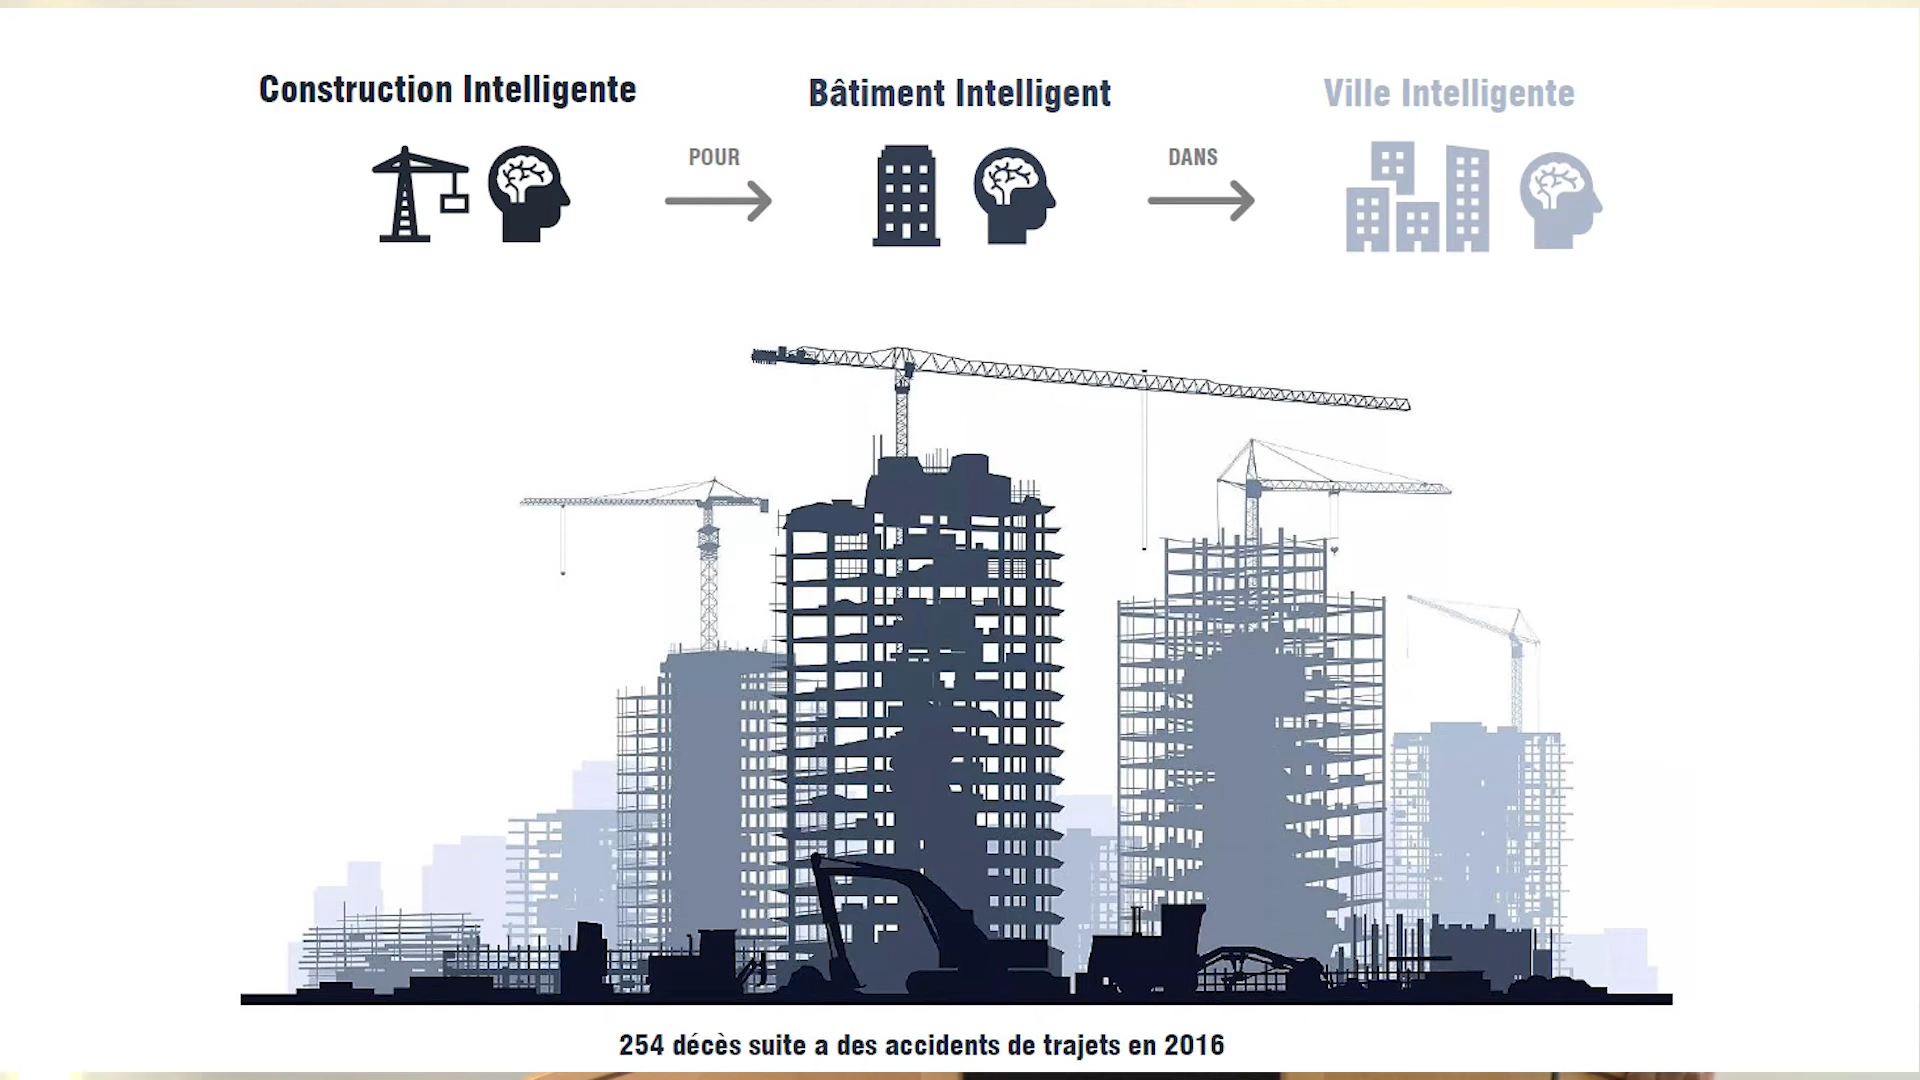 Construction Intelligente
Bâtiment Intelligent
Ville Intelligente
POUR
DANS
254 décès suite a des accidents de trajets en 2016